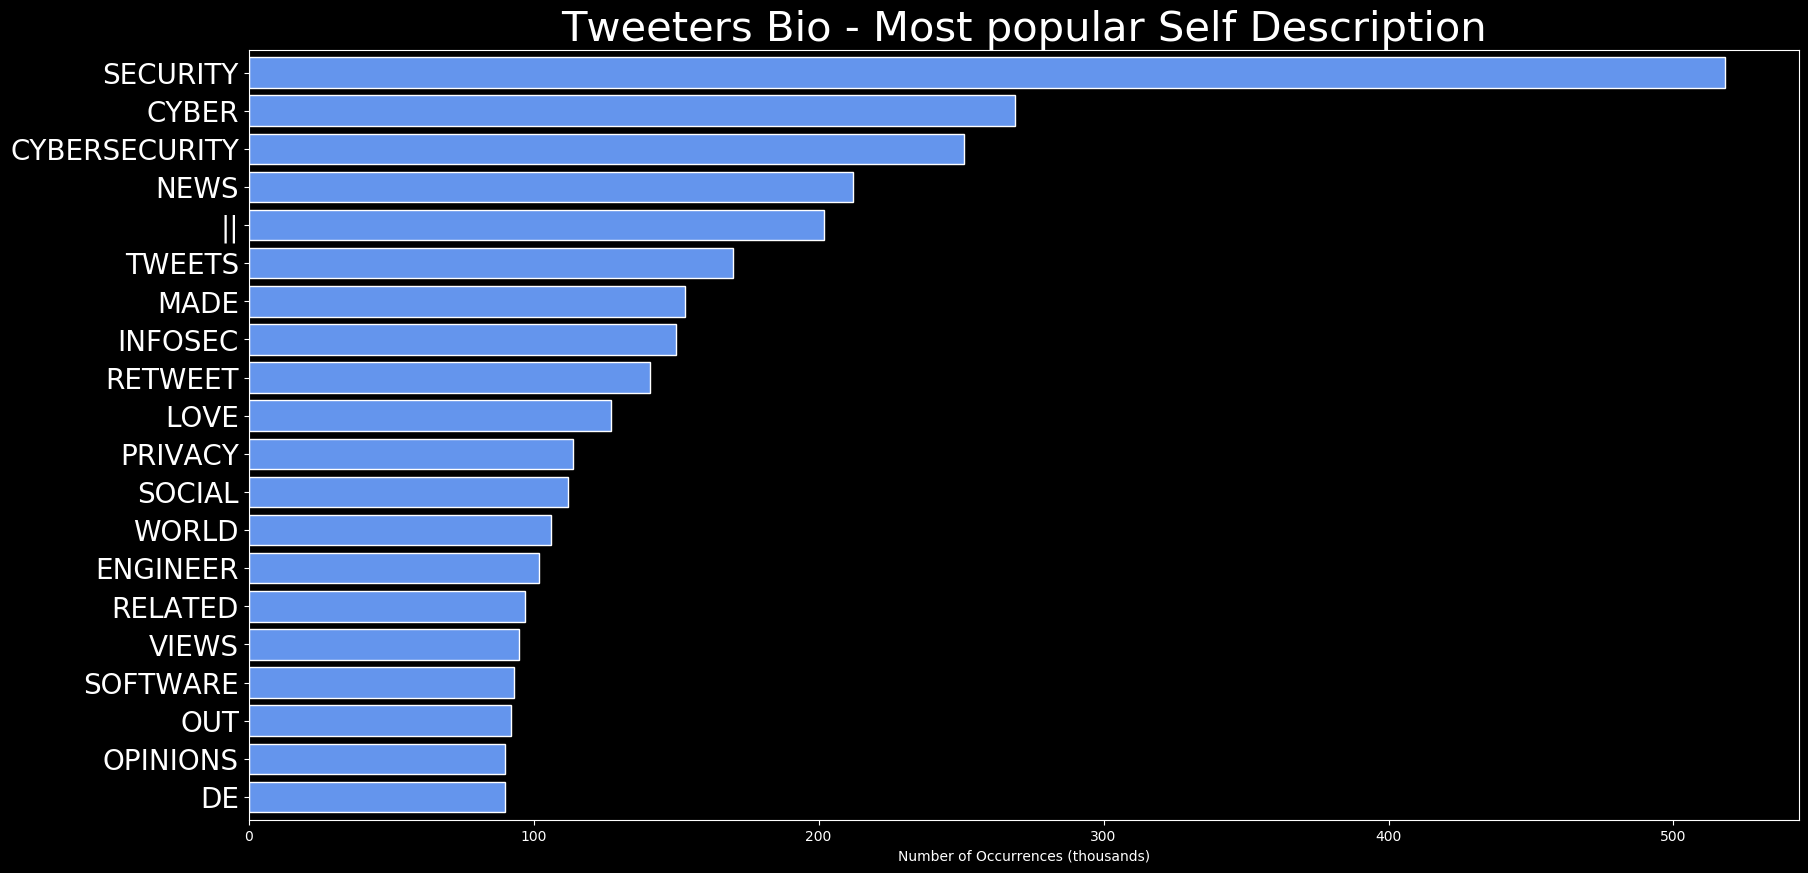 Tweeters Bio - Most popular Self Description
SECURITY
CYBER
CYBERSECURITY
NEWS
||
TWEETS
MADE
INFOSEC
RETWEET
LOVE
PRIVACY
SOCIAL
WORLD
ENGINEER
RELATED
VIEWS
SOFTWARE
OUT
OPINIONS
DE
0 100 200 300 400 500
Number of Occurrences (thousands)